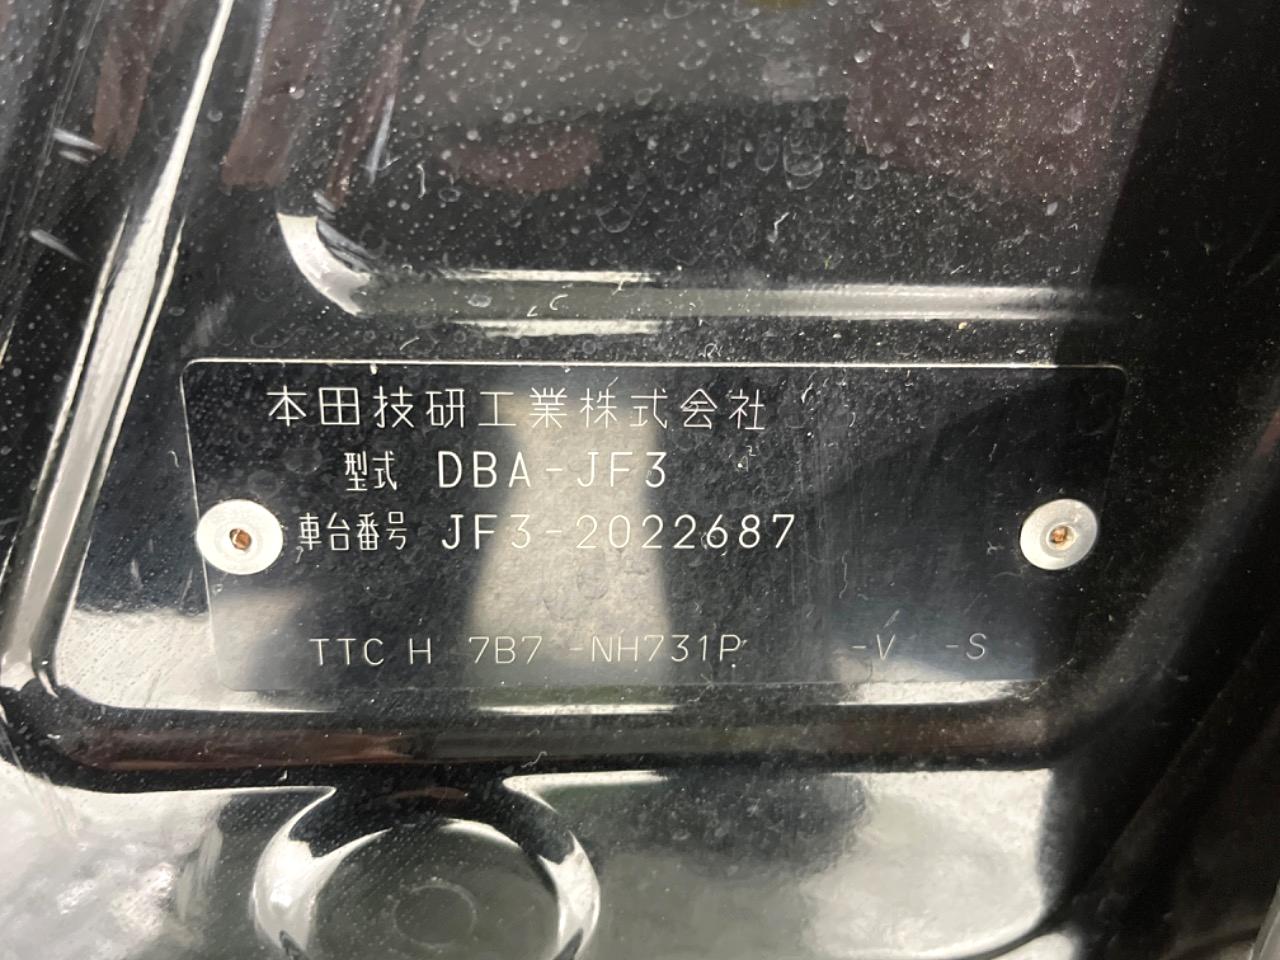 本田技研工業株式会社
型式 DBA-JF3
車台番号 JF3-2022687
TTC H 7B7 -NH731P -V -S